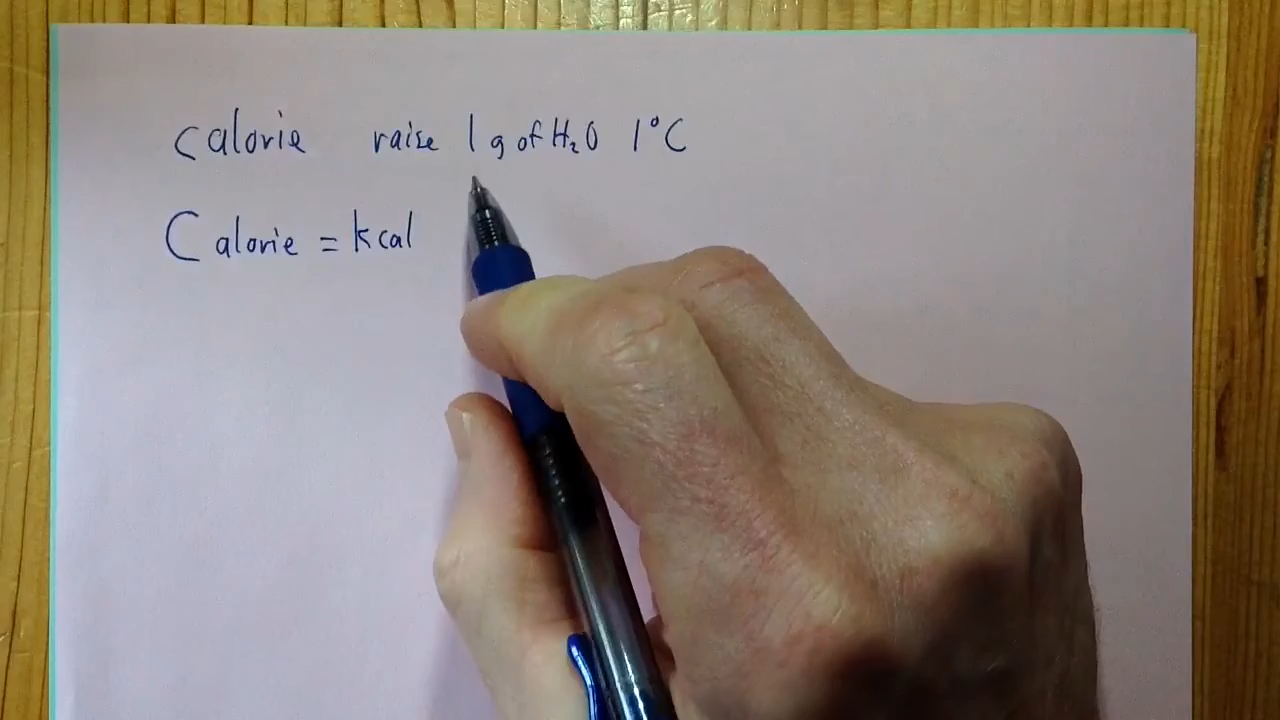 calorie raise 1 g of H₂O 1°C
Calorie = kcal